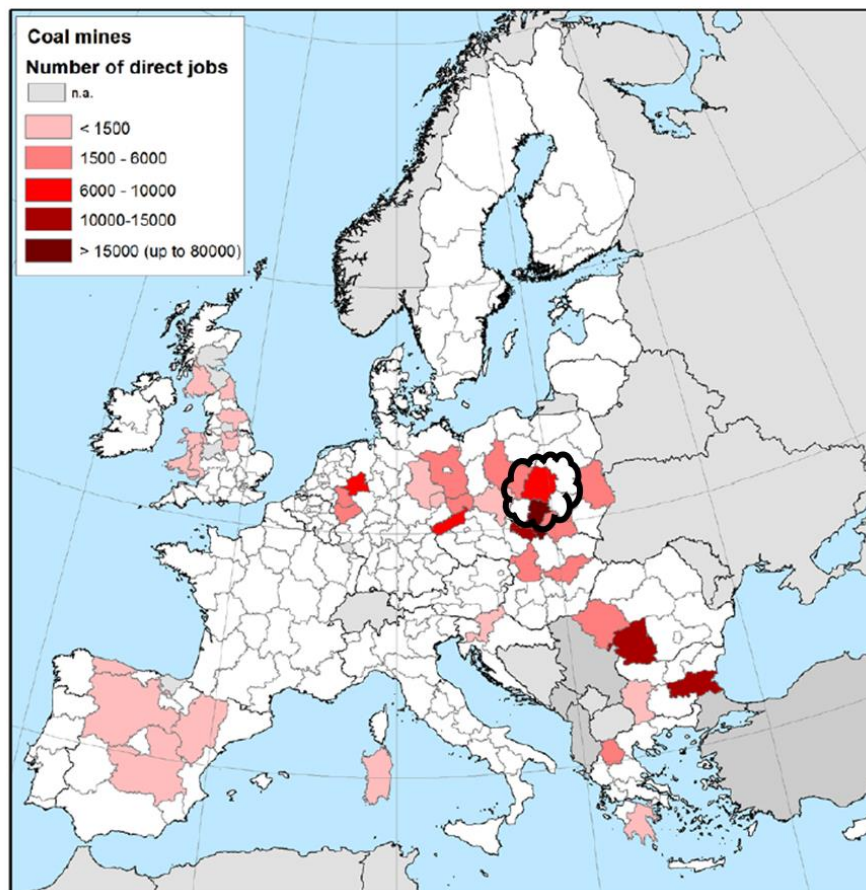 Coal mines
Number of direct jobs
n.a.
< 1500
1500 - 6000
6000 - 10000
10000-15000
> 15000 (up to 80000)